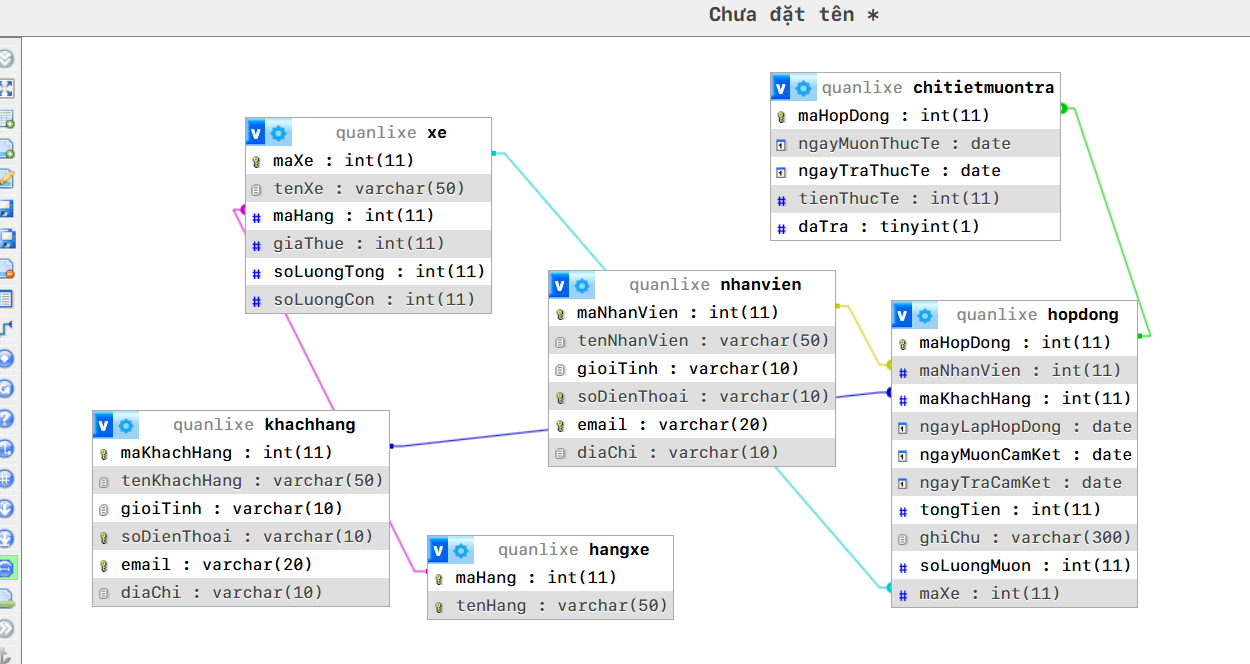 Chưa đặt tên *
quanlixe chitietmuontra
maHopDong : int(11)
ngayMuonThucTe : date
ngayTraThucTe : date
tienThucTe : int(11)
daTra : tinyint(1)
quanlixe xe
maXe : int(11)
tenXe : varchar(50)
maHang : int(11)
giaThue : int(11)
soLuongTong : int(11)
soLuongCon : int(11)
quanlixe nhanvien
maNhanVien : int(11)
tenNhanVien : varchar(50)
gioiTinh : varchar(10)
soDienThoai : varchar(10)
email : varchar(20)
diaChi : varchar(10)
quanlixe hopdong
maHopDong : int(11)
maNhanVien : int(11)
maKhachHang : int(11)
ngayLapHopDong : date
ngayMuonCamKet : date
ngayTraCamKet : date
tongTien : int(11)
ghiChu : varchar(300)
soLuongMuon : int(11)
maXe : int(11)
quanlixe khachhang
maKhachHang : int(11)
tenKhachHang : varchar(50)
gioiTinh : varchar(10)
soDienThoai : varchar(10)
email : varchar(20)
diaChi : varchar(10)
quanlixe hangxe
maHang : int(11)
tenHang : varchar(50)